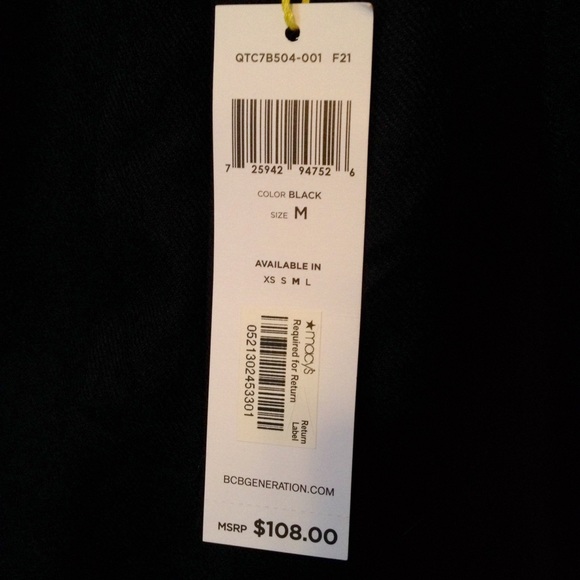 QTC7B504-001 F21
7 25942 94752 6
COLOR BLACK
SIZE M
AVAILABLE IN
XS S M L
★macy's
Required for Return
Return Label
0521302453301
BCBGENERATION.COM
MSRP $108.00